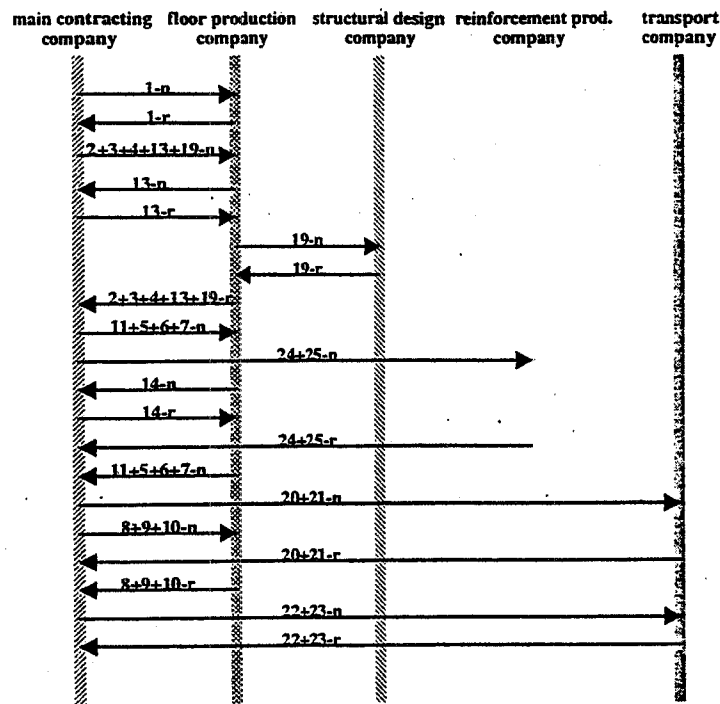 main contracting floor production structural design reinforcement prod. transport
company company company company company
1-n
1-r
2+3+4+13+19-n
13-n
13-r
19-n
19-r
2+3+4+13+19-r
11+5+6+7-n
24+25-n
14-n
14-r
24+25-r
11+5+6+7-n
20+21-n
8+9+10-n
20+21-r
8+9+10-r
22+23-n
22+23-r